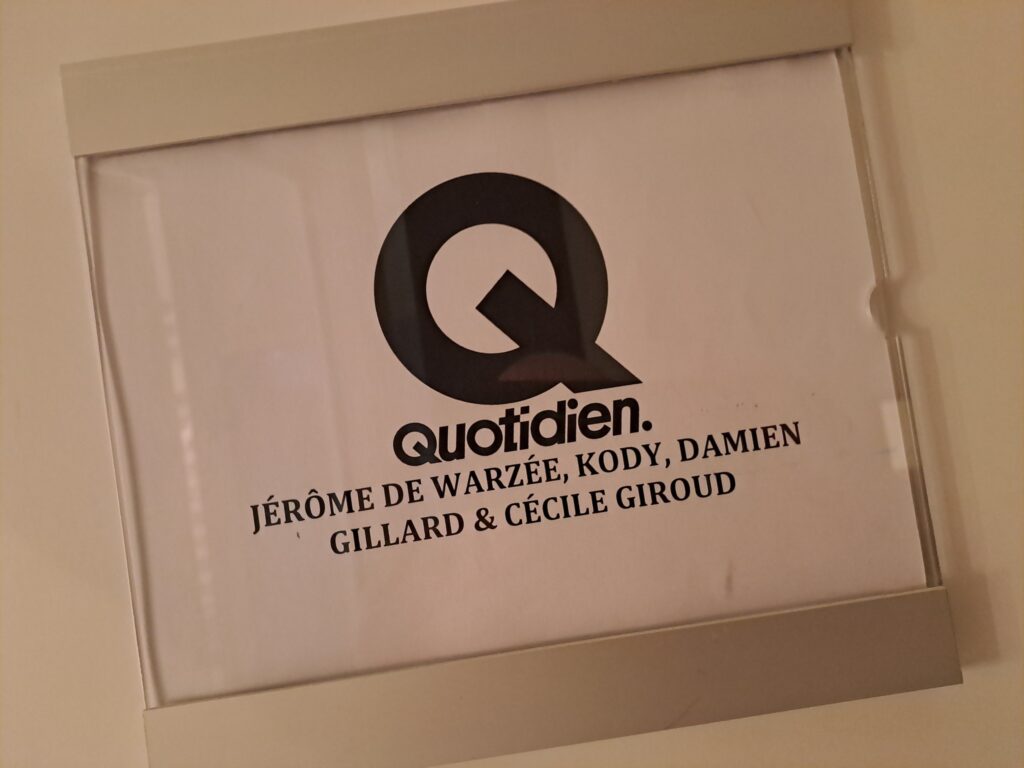 Q
Quotidien.
JÉRÔME DE WARZÉE, KODY, DAMIEN
GILLARD & CÉCILE GIROUD